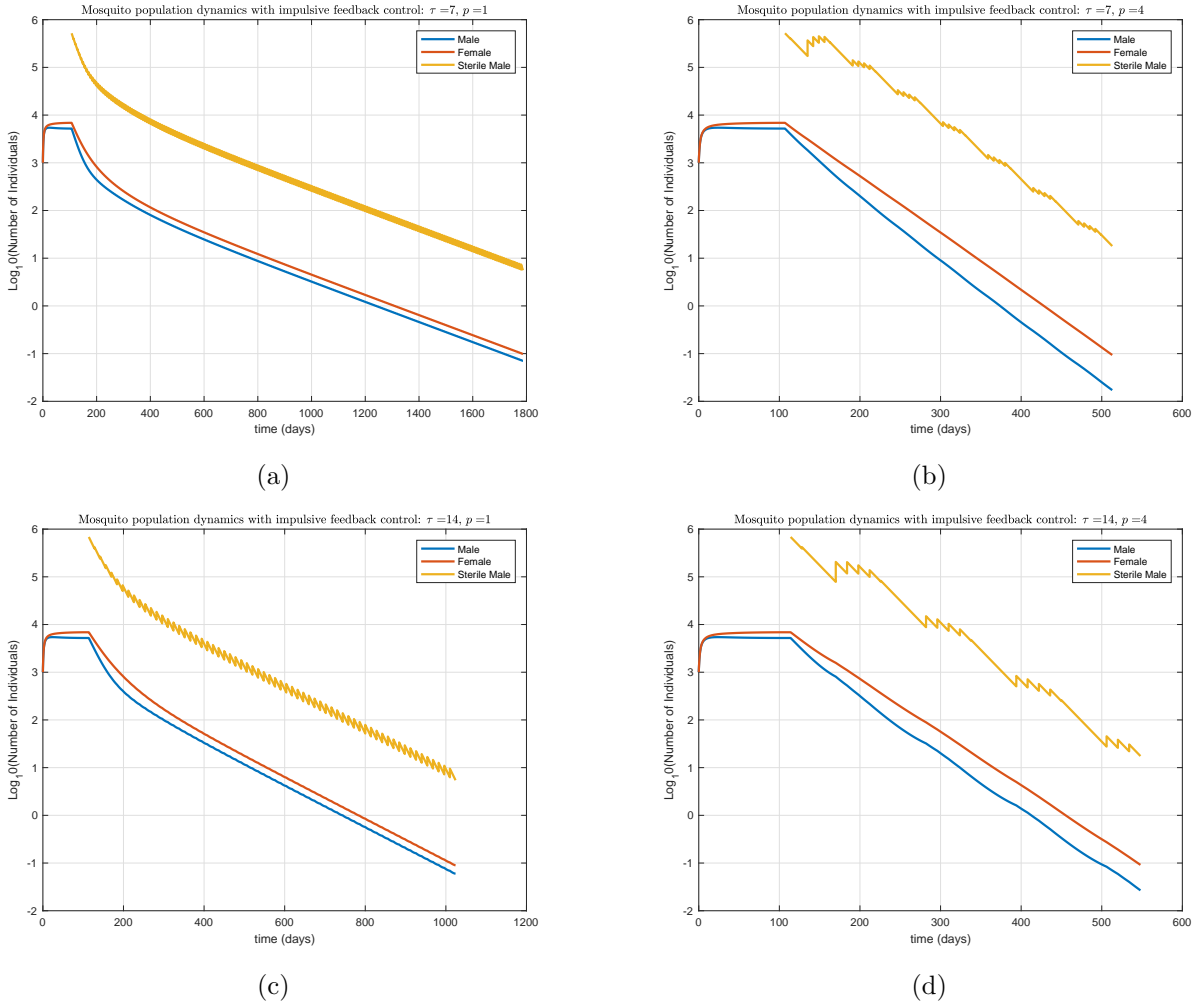 Mosquito population dynamics with impulsive feedback control: τ =7, p =1
Male
Female
Sterile Male
6
5
4
3
2
1
0
-1
-2
Log₁0(Number of Individuals)
0 200 400 600 800 1000 1200 1400 1600 1800
time (days)
(a)
Mosquito population dynamics with impulsive feedback control: τ =7, p =4
Male
Female
Sterile Male
6
5
4
3
2
1
0
-1
-2
Log₁0(Number of Individuals)
0 100 200 300 400 500 600
time (days)
(b)
Mosquito population dynamics with impulsive feedback control: τ =14, p =1
Male
Female
Sterile Male
6
5
4
3
2
1
0
-1
-2
Log₁0(Number of Individuals)
0 200 400 600 800 1000 1200
time (days)
(c)
Mosquito population dynamics with impulsive feedback control: τ =14, p =4
Male
Female
Sterile Male
6
5
4
3
2
1
0
-1
-2
Log₁0(Number of Individuals)
0 100 200 300 400 500 600
time (days)
(d)